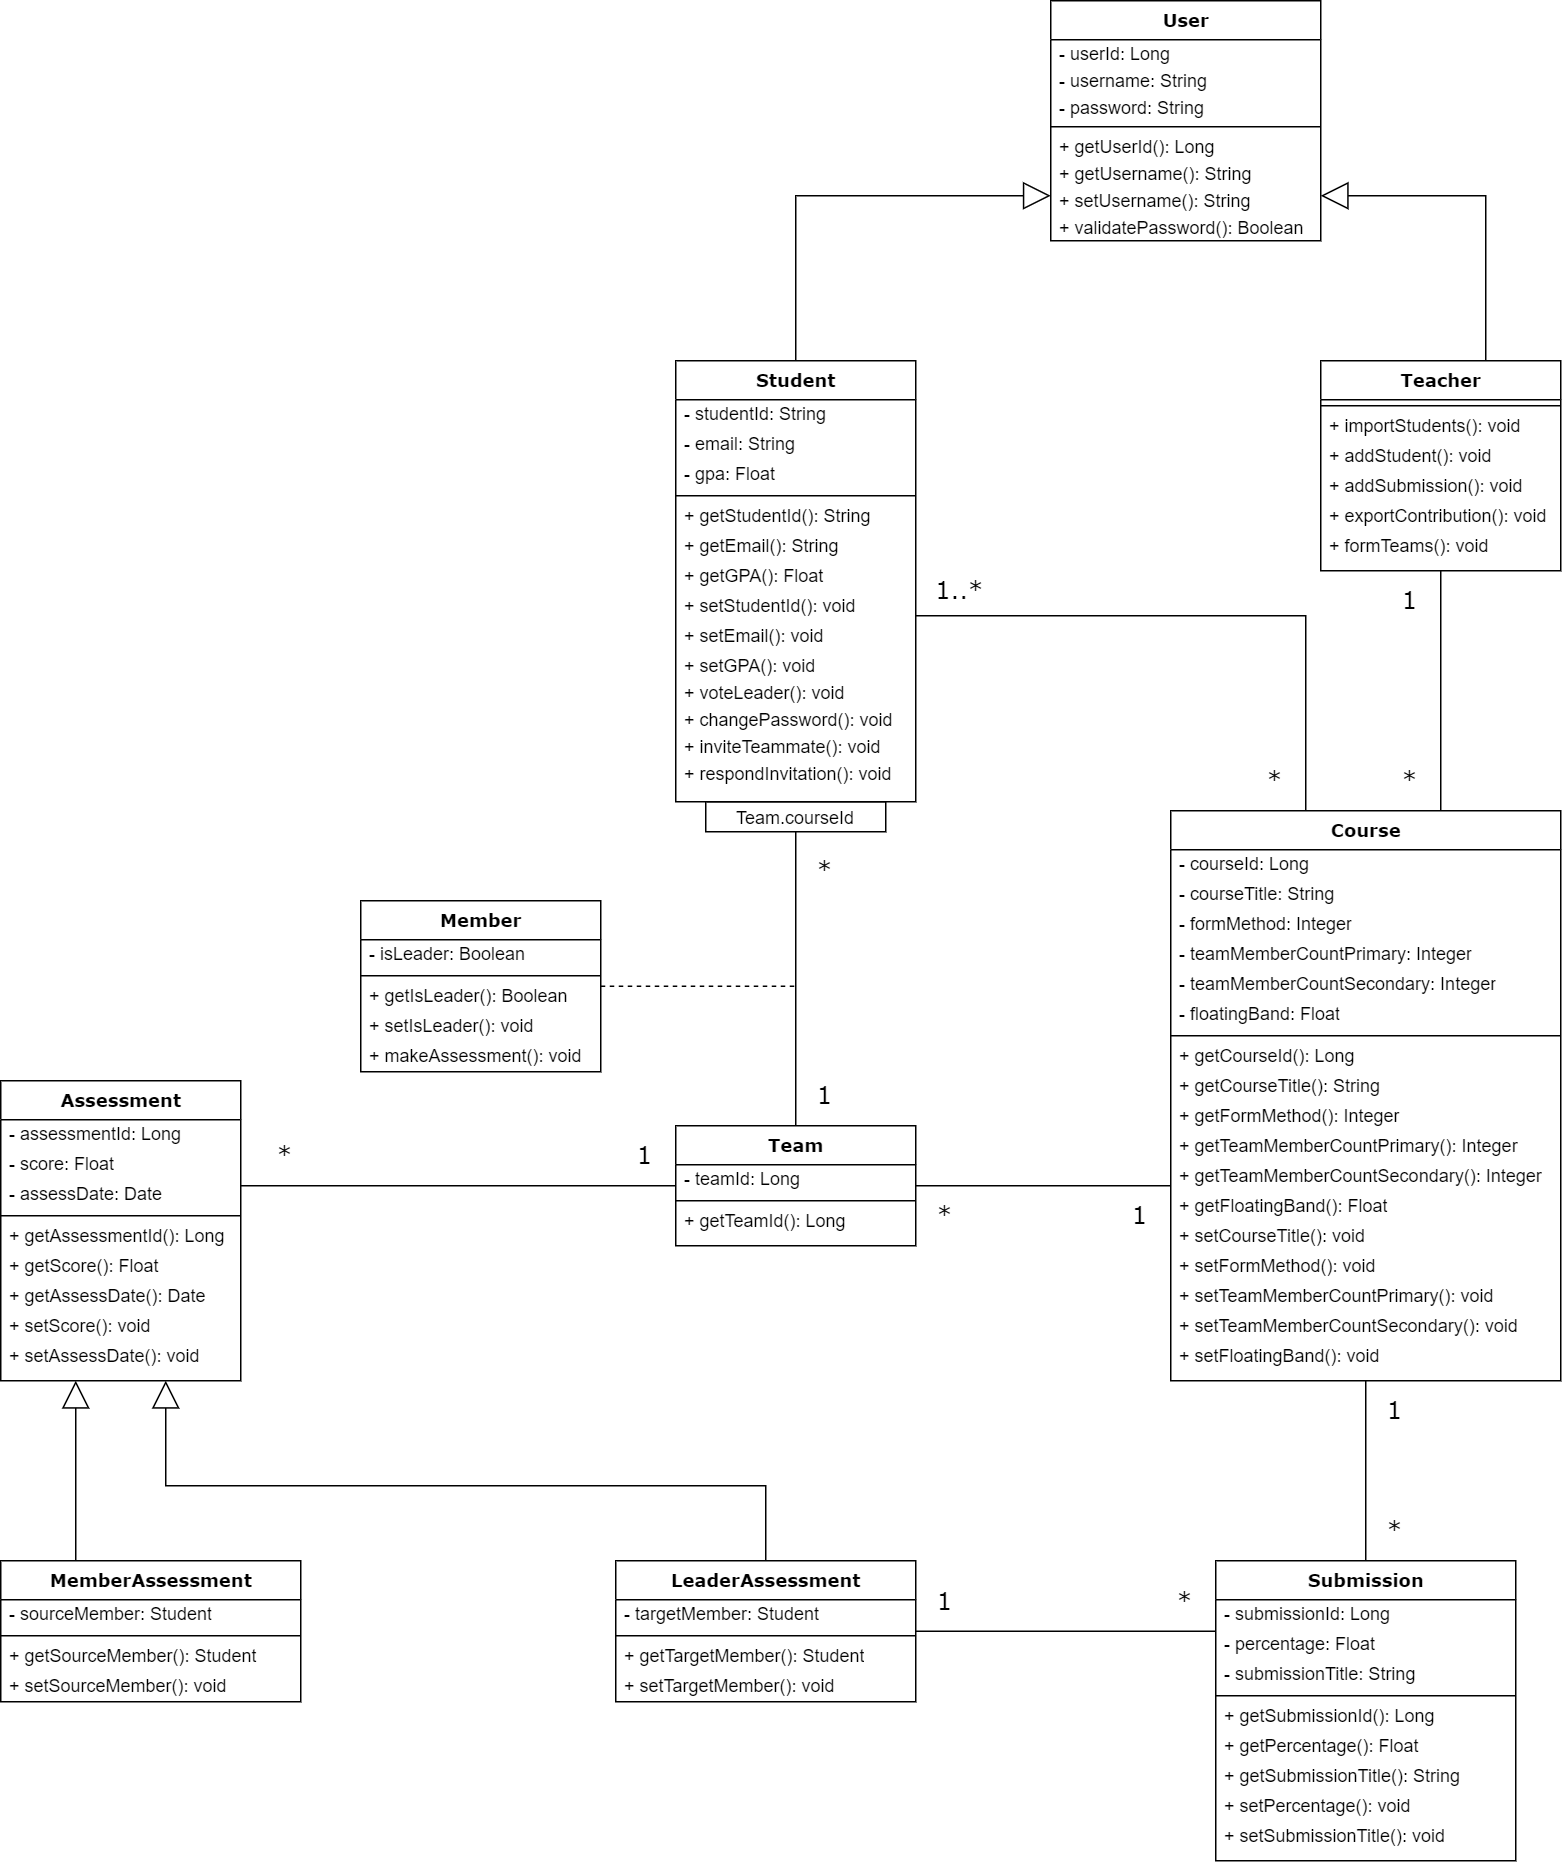 User
- userId: Long
- username: String
- password: String
+ getUserId(): Long
+ getUsername(): String
+ setUsername(): String
+ validatePassword(): Boolean
Student
- studentId: String
- email: String
- gpa: Float
+ getStudentId(): String
+ getEmail(): String
+ getGPA(): Float
+ setStudentId(): void
+ setEmail(): void
+ setGPA(): void
+ voteLeader(): void
+ changePassword(): void
+ inviteTeammate(): void
+ respondInvitation(): void
Team.courseId
Teacher
+ importStudents(): void
+ addStudent(): void
+ addSubmission(): void
+ exportContribution(): void
+ formTeams(): void
1..*
*
1
*
*
1
Member
- isLeader: Boolean
+ getIsLeader(): Boolean
+ setIsLeader(): void
+ makeAssessment(): void
Course
- courseId: Long
- courseTitle: String
- formMethod: Integer
- teamMemberCountPrimary: Integer
- teamMemberCountSecondary: Integer
- floatingBand: Float
+ getCourseId(): Long
+ getCourseTitle(): String
+ getFormMethod(): Integer
+ getTeamMemberCountPrimary(): Integer
+ getTeamMemberCountSecondary(): Integer
+ getFloatingBand(): Float
+ setCourseTitle(): void
+ setFormMethod(): void
+ setTeamMemberCountPrimary(): void
+ setTeamMemberCountSecondary(): void
+ setFloatingBand(): void
Assessment
- assessmentId: Long
- score: Float
- assessDate: Date
+ getAssessmentId(): Long
+ getScore(): Float
+ getAssessDate(): Date
+ setScore(): void
+ setAssessDate(): void
*
1
Team
- teamId: Long
+ getTeamId(): Long
*
1
1
*
MemberAssessment
- sourceMember: Student
+ getSourceMember(): Student
+ setSourceMember(): void
LeaderAssessment
- targetMember: Student
+ getTargetMember(): Student
+ setTargetMember(): void
1
*
Submission
- submissionId: Long
- percentage: Float
- submissionTitle: String
+ getSubmissionId(): Long
+ getPercentage(): Float
+ getSubmissionTitle(): String
+ setPercentage(): void
+ setSubmissionTitle(): void